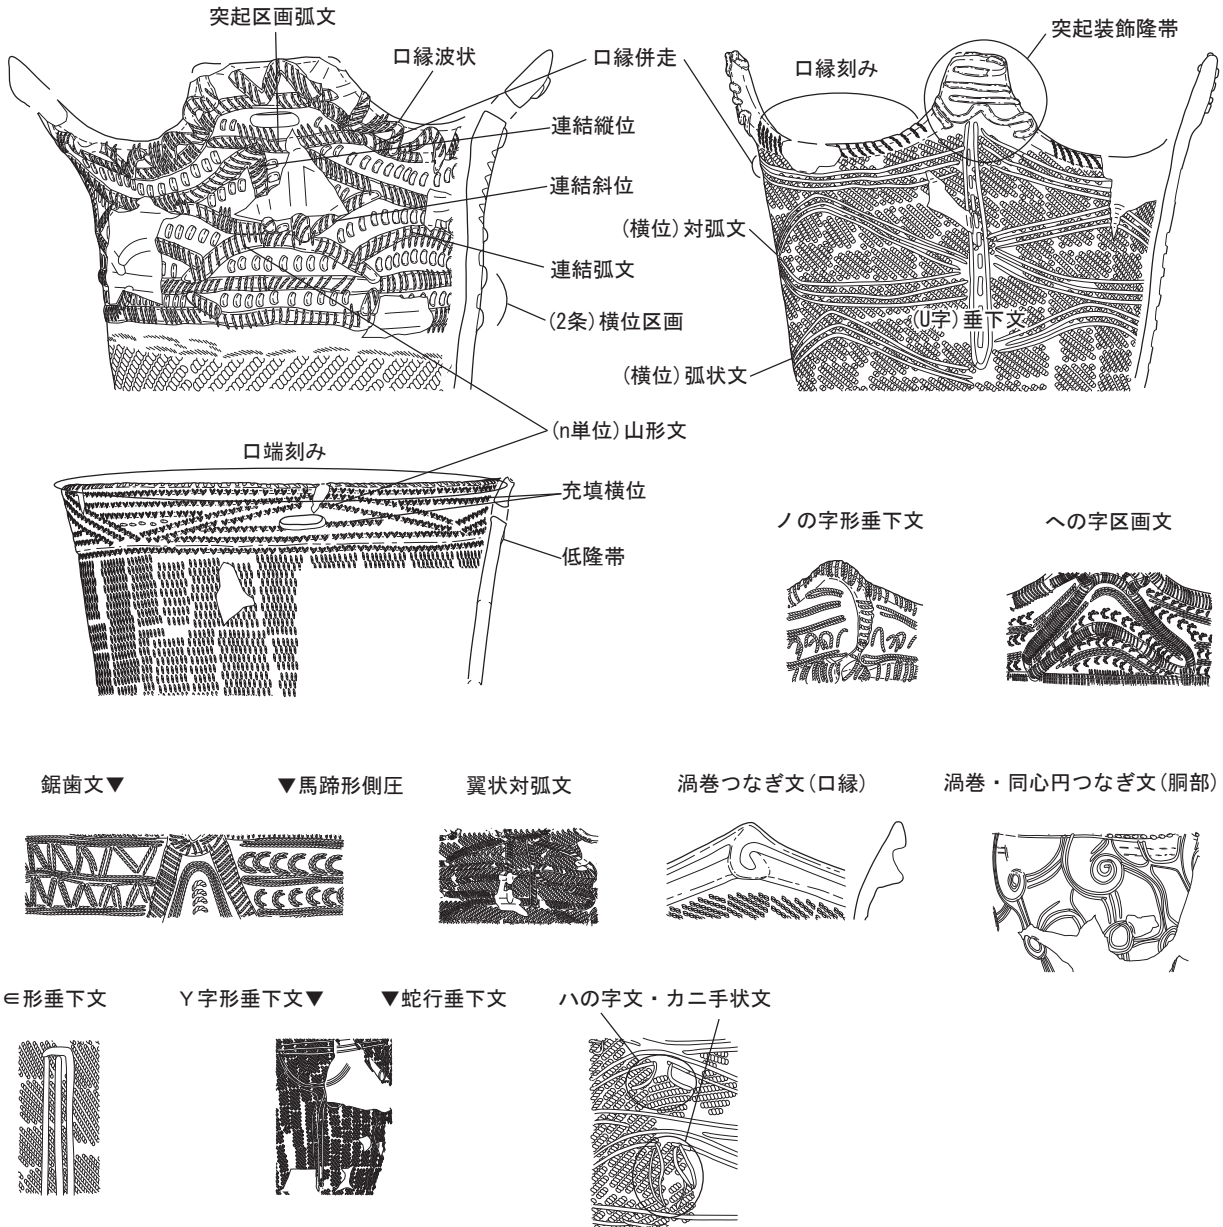 突起区画弧文
口縁波状
口縁併走
口縁刻み
突起装飾隆帯
連結縦位
連結斜位
(横位)対弧文
連結弧文
(2条)横位区画
(U字)垂下文
(横位)弧状文
(n単位)山形文
口端刻み
充填横位
低隆帯
ノの字形垂下文
への字区画文
鋸歯文▼
▼馬蹄形側圧
翼状対弧文
渦巻つなぎ文(口縁)
渦巻・同心円つなぎ文(胴部)
∈形垂下文
Y字形垂下文▼
▼蛇行垂下文
ハの字文・カニ手状文